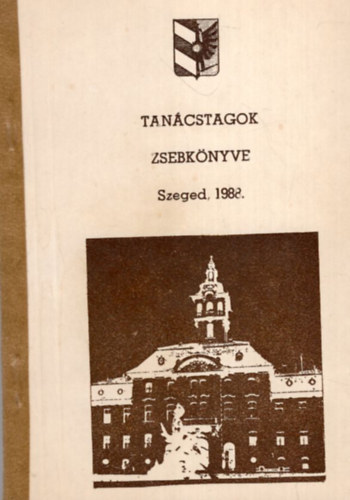 TANÁCSTAGOK
ZSEBKÖNYVE
Szeged, 1988.